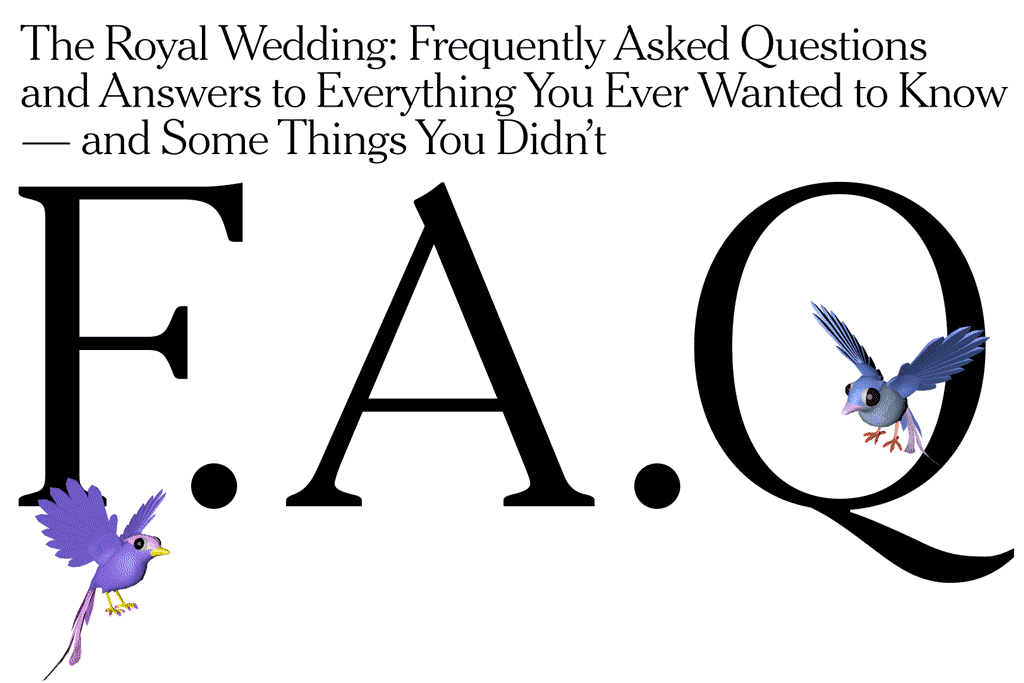 The Royal Wedding: Frequently Asked Questions
and Answers to Everything You Ever Wanted to Know
— and Some Things You Didn’t
F.A.Q